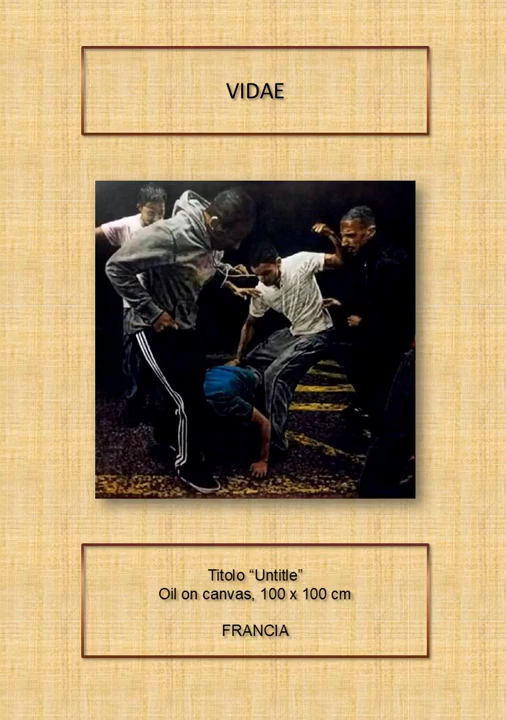 VIDAE
Titolo “Untitle”
Oil on canvas, 100 x 100 cm
FRANCIA